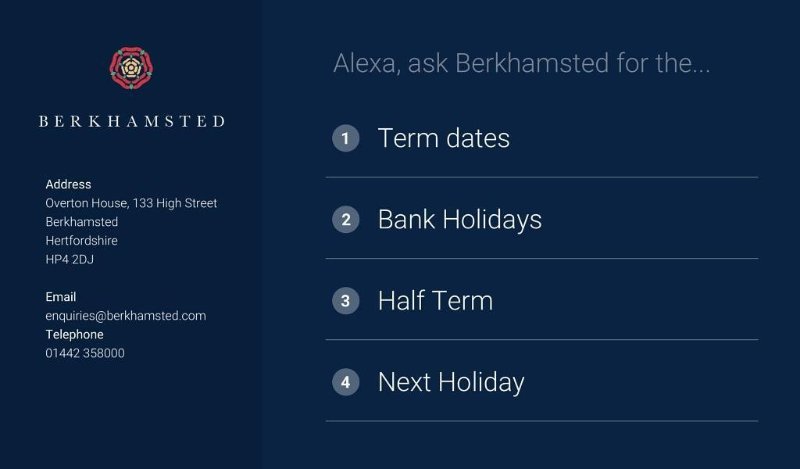 BERKHAMSTED
Address
Overton House, 133 High Street
Berkhamsted
Hertfordshire
HP4 2DJ
Email
enquiries@berkhamsted.com
Telephone
01442 358000
Alexa, ask Berkhamsted for the...
1 Term dates
2 Bank Holidays
3 Half Term
4 Next Holiday